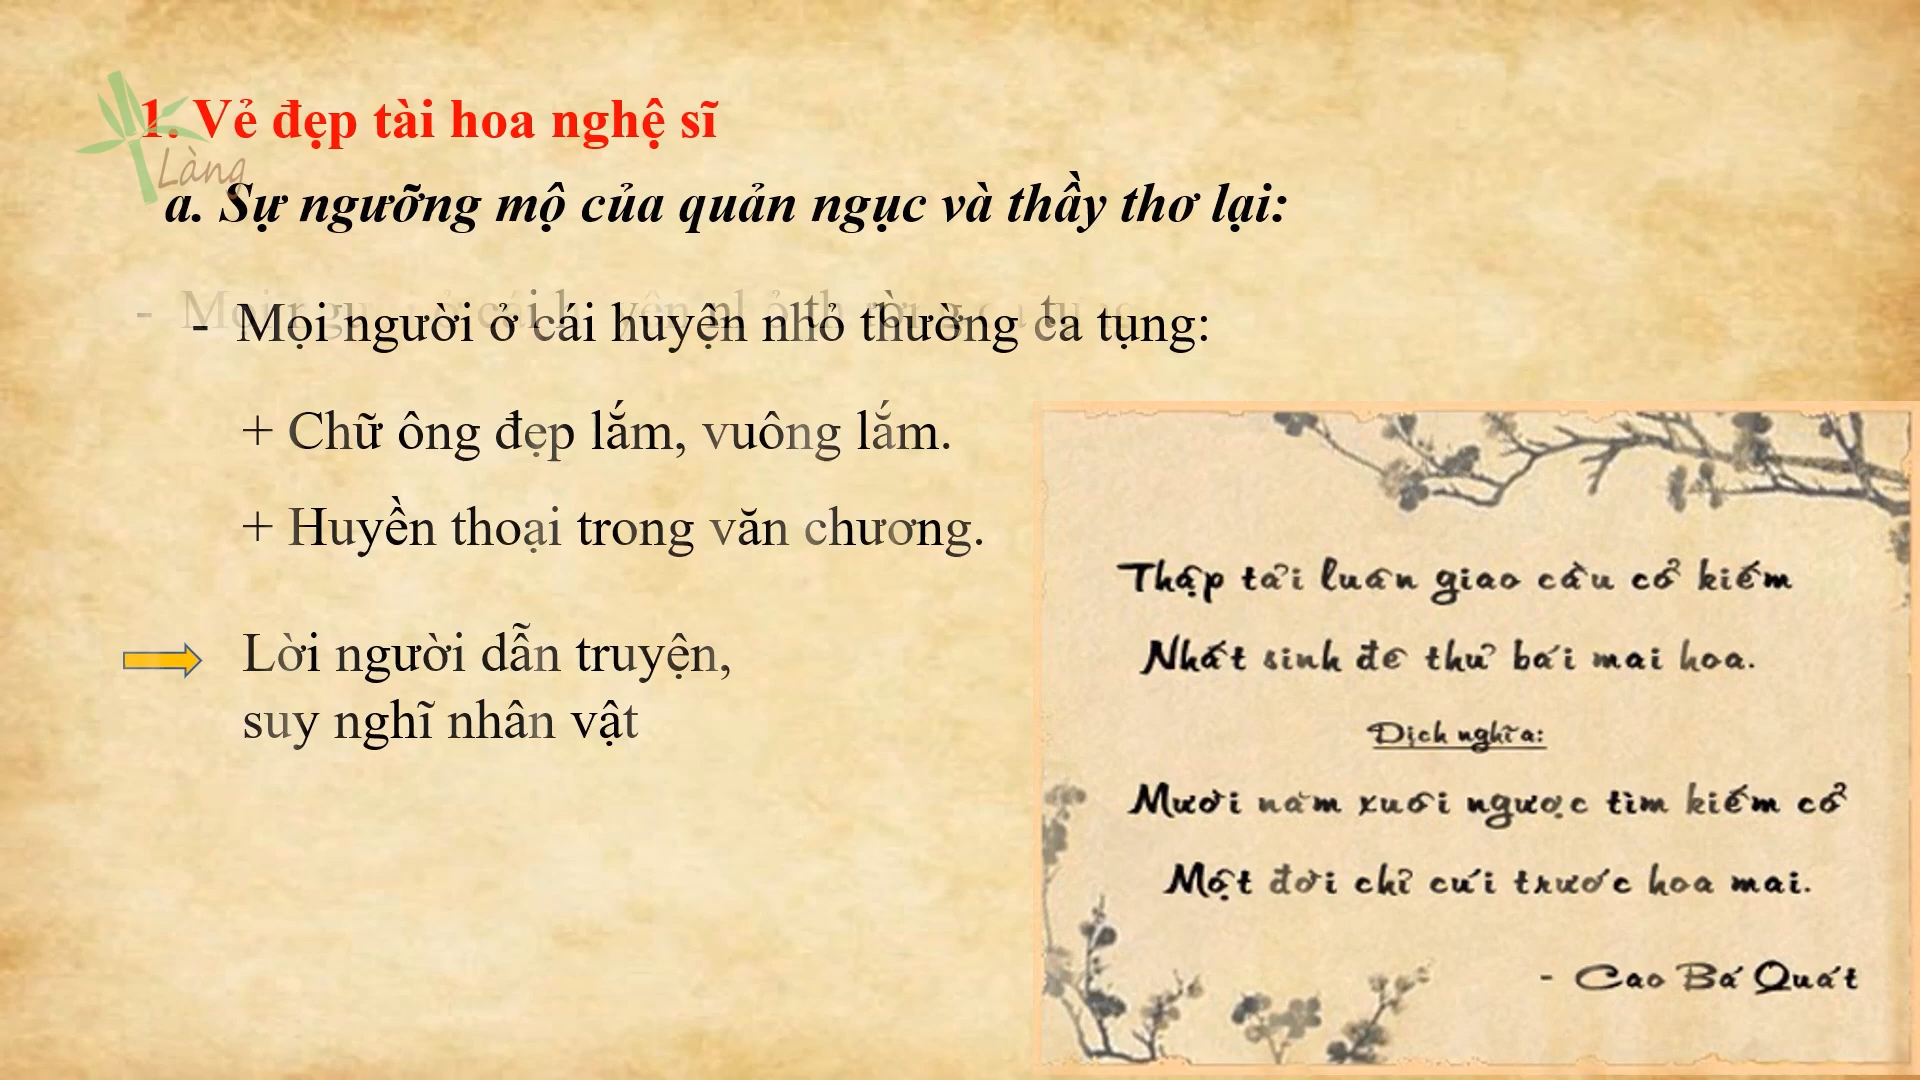 1. Vẻ đẹp tài hoa nghệ sĩ
Làng
a. Sự ngưỡng mộ của quản ngục và thầy thơ lại:
- Mọi người ở cái huyện nhỏ thường ca tụng:
+ Chữ ông đẹp lắm, vuông lắm.
+ Huyền thoại trong văn chương.
Lời người dẫn truyện,
suy nghĩ nhân vật
Thập tải luân giao cầu cổ kiếm
Nhất sinh đê thủ bái mai hoa.
Dịch nghĩa:
Mười năm xuôi ngược tìm kiếm cổ
Một đời chỉ cúi trước hoa mai.
- Cao Bá Quát